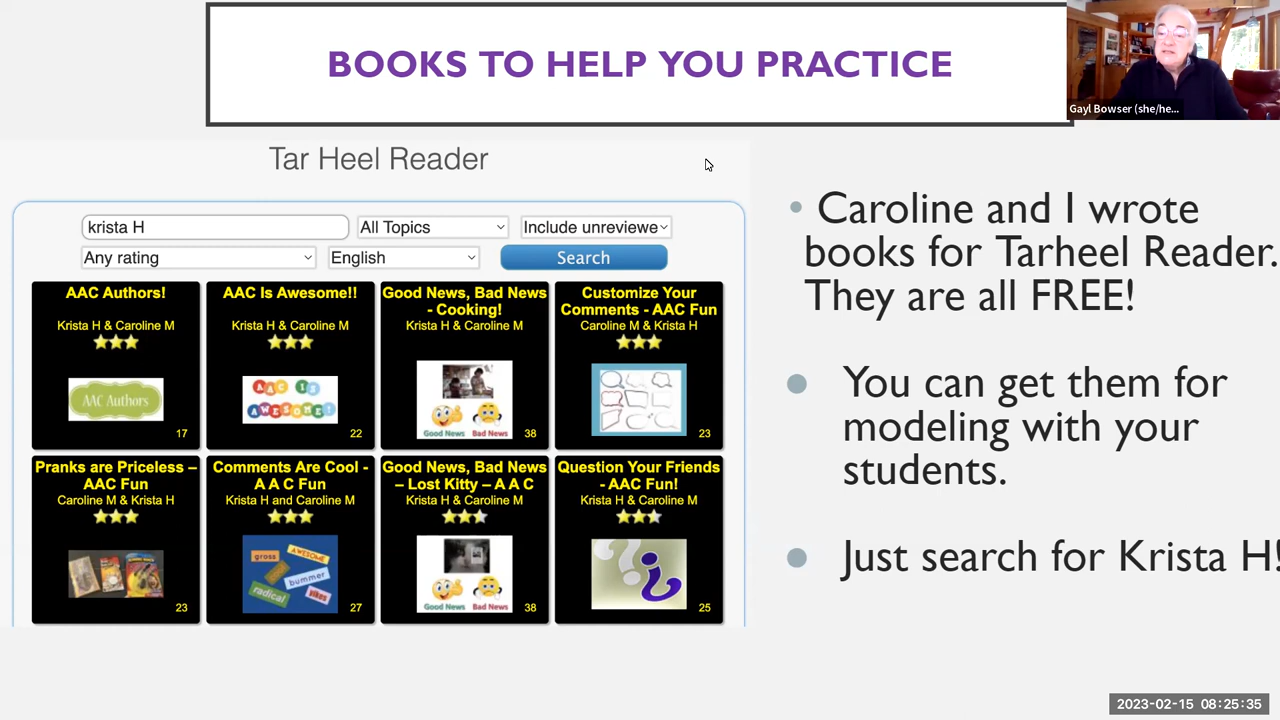 BOOKS TO HELP YOU PRACTICE
Gayl Bowser (she/he...
Tar Heel Reader
krista H
All Topics
Include unreviewe
Any rating
English
Search
AAC Authors!
Krista H & Caroline M
AAC Authors
17
AAC Is Awesome!!
Krista H & Caroline M
AAC IS
AWESOME!
22
Good News, Bad News
- Cooking!
Krista H & Caroline M
Good News Bad News
38
Customize Your
Comments - AAC Fun
Caroline M & Krista H
23
Pranks are Priceless –
AAC Fun
Caroline M & Krista H
23
Comments Are Cool -
A A C Fun
Krista H and Caroline M
gross
AWESOME
bummer
radical
yikes
27
Good News, Bad News
– Lost Kitty – A A C
Krista H & Caroline M
Good News Bad News
38
Question Your Friends
- AAC Fun!
Krista H & Caroline M
25
• Caroline and I wrote
books for Tarheel Reader.
They are all FREE!
• You can get them for
modeling with your
students.
• Just search for Krista H!
2023-02-15 08:25:35